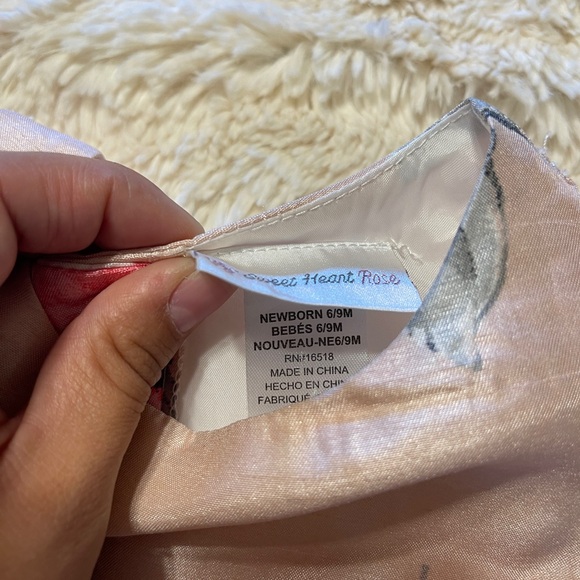 Sweet Heart Rose
NEWBORN 6/9M
BEBÉS 6/9M
NOUVEAU-NE6/9M
RN#16518
MADE IN CHINA
HECHO EN CHIN
FABRIQUÉ